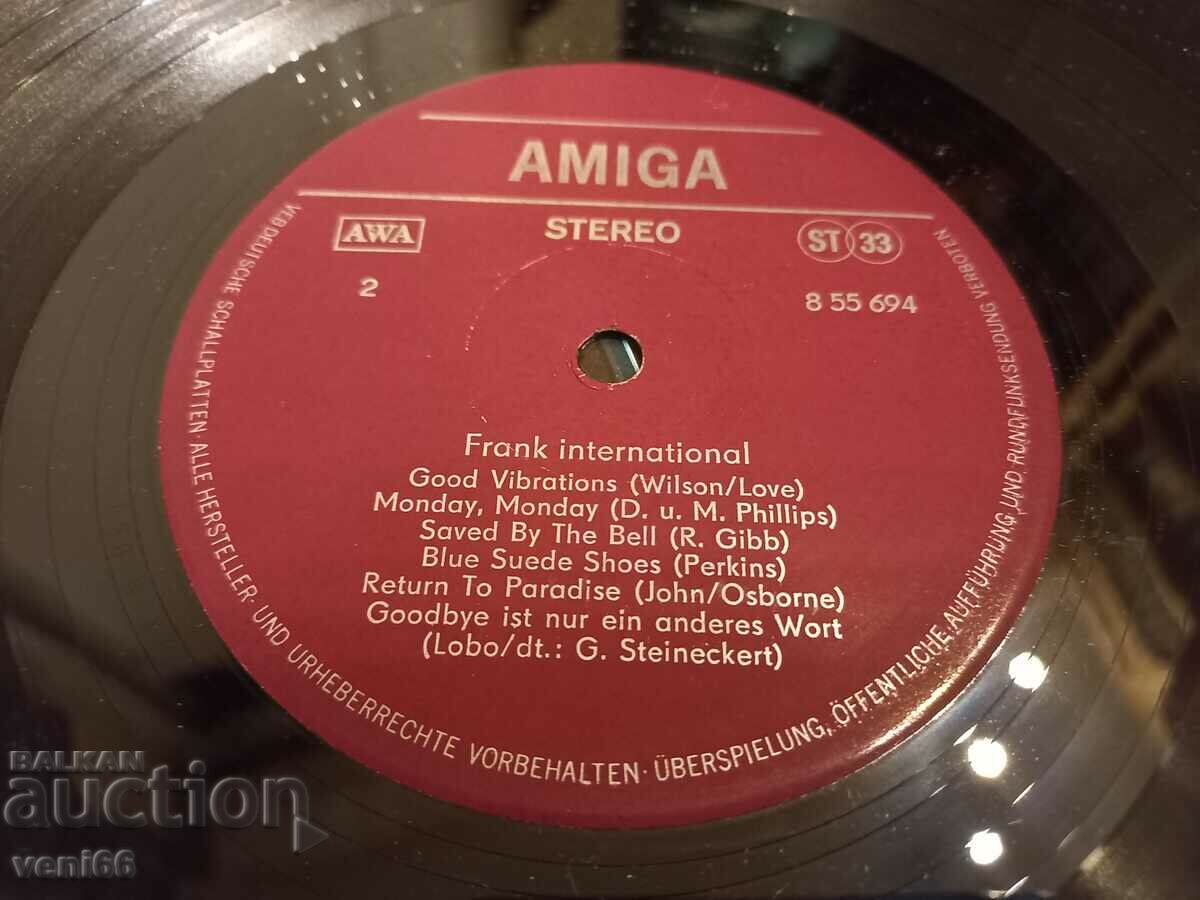 AMIGA
AWA STEREO ST 33
2 8 55 694
Frank international
Good Vibrations (Wilson/Love)
Monday, Monday (D. u. M. Phillips)
Saved By The Bell (R. Gibb)
Blue Suede Shoes (Perkins)
Return To Paradise (John/Osborne)
Goodbye ist nur ein anderes Wort
(Lobo/dt.: G. Steineckert)
VEB DEUTSCHE SCHALLPLATTEN · ALLE HERSTELLER- UND URHEBERRECHTE VORBEHALTEN · ÜBERSPIELUNG, ÖFFENTLICHE AUFFÜHRUNG UND RUNDFUNKSENDUNG VERBOTEN
BALKAN
auction
veni66